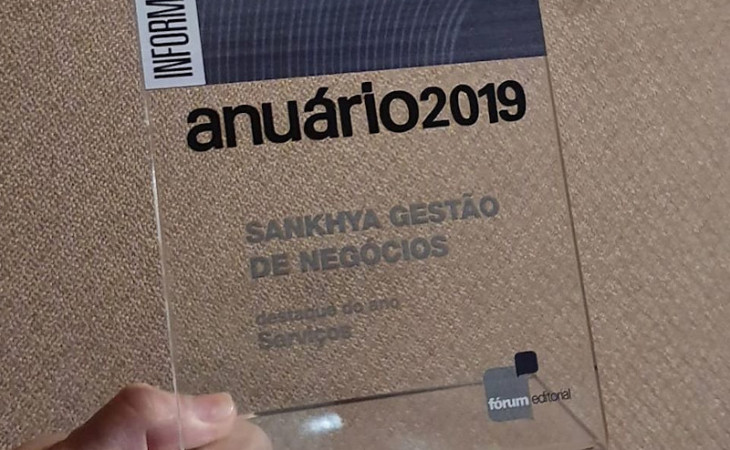 INFORM
anuário2019
SANKHYA GESTÃO
DE NEGÓCIOS
destaque do ano
Serviços
fórum editorial